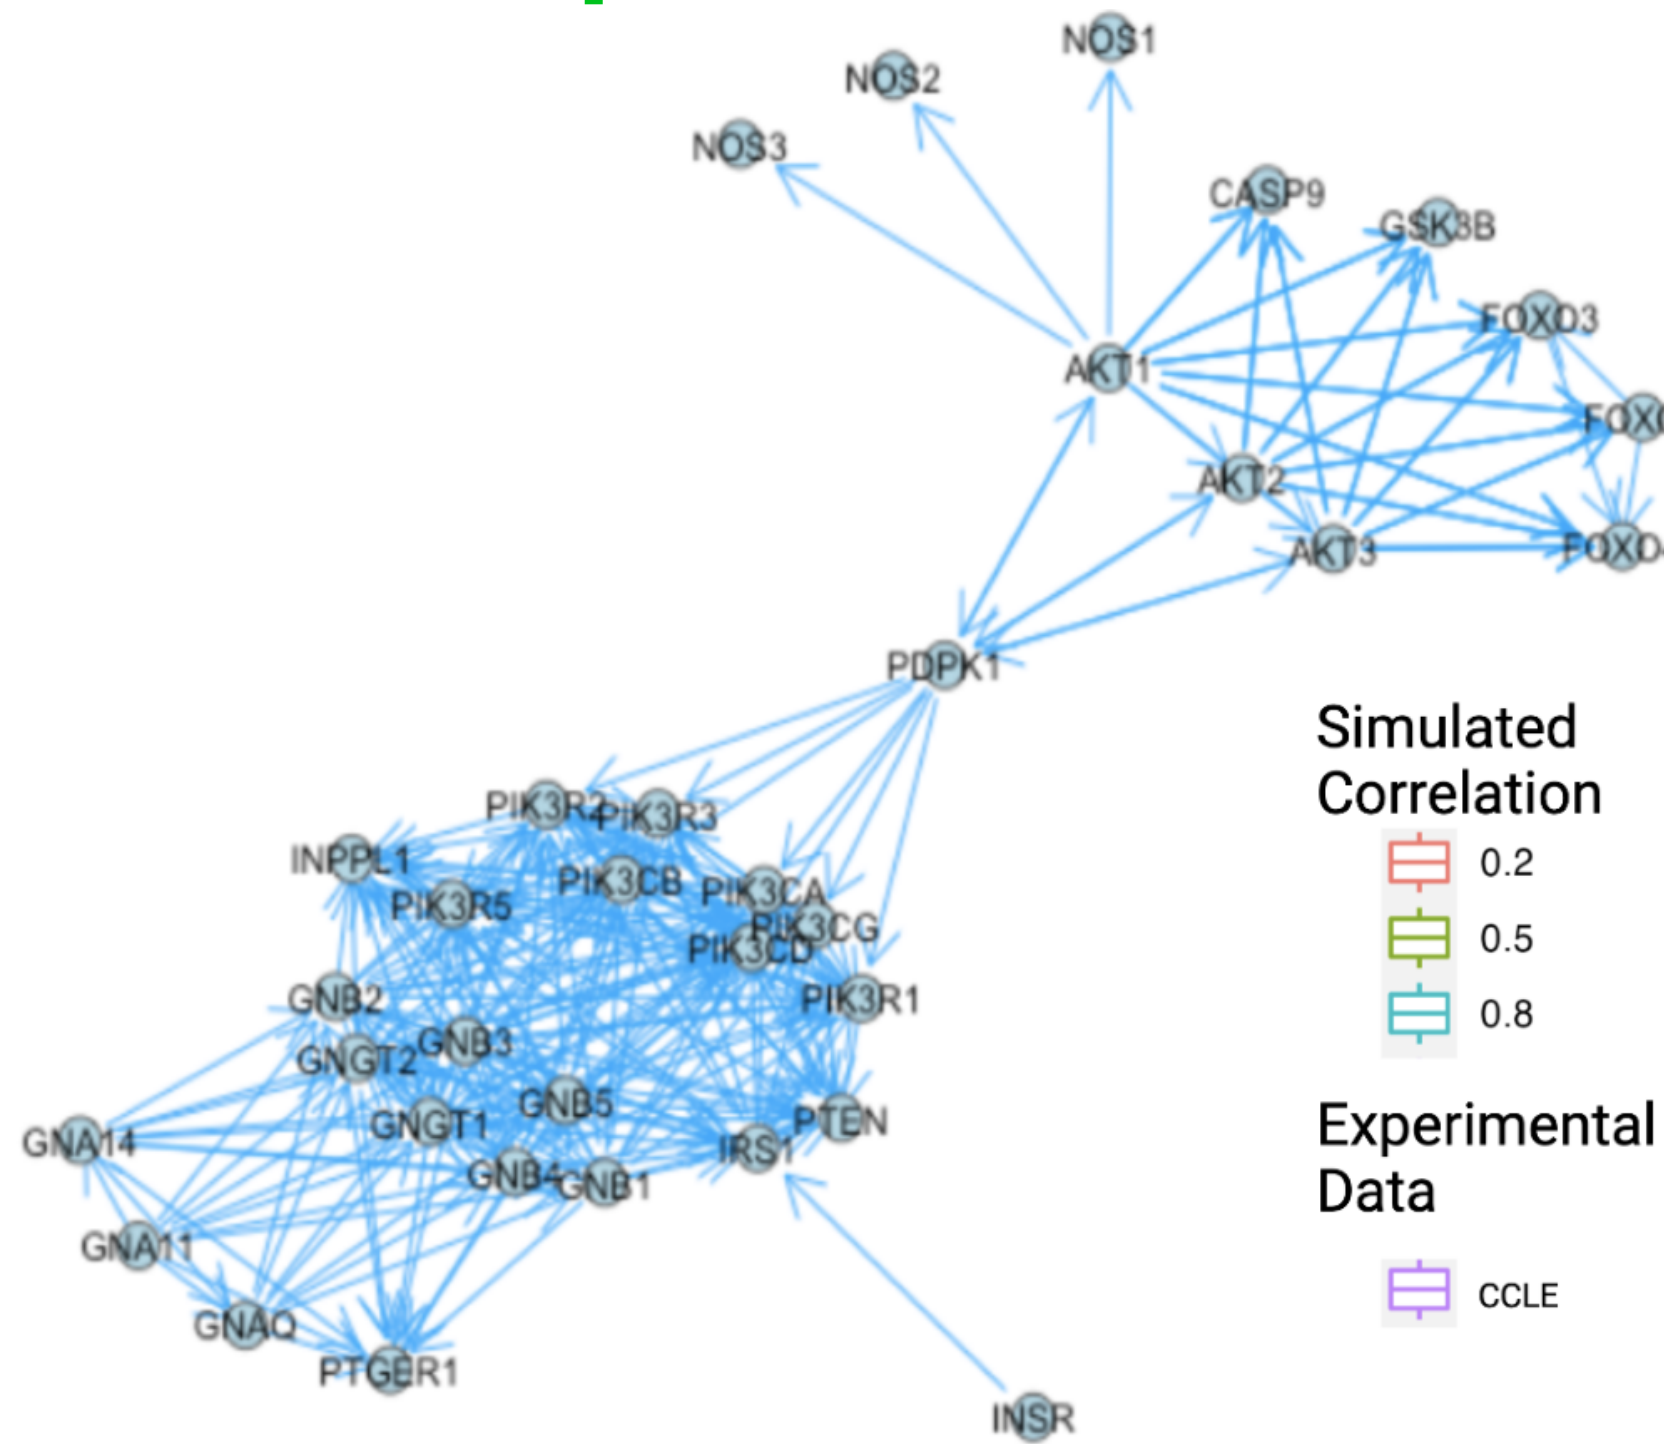 NOS1
NOS2
NOS3
CASP9
GSK3B
FOXO3
AKT1
AKT2
AKT3
PDPK1
Simulated
Correlation
0.2
0.5
0.8
Experimental
Data
CCLE
PIK3R2
PIK3R3
INPPL1
PIK3CB
PIK3CA
PIK3R5
PIK3CG
PIK3CD
GNB2
PIK3R1
GNB3
GNGT2
GNB5
GNGT1
PTEN
GNA14
IRS1
GNB4
GNB1
GNA11
GNAQ
PTGER1
INSR